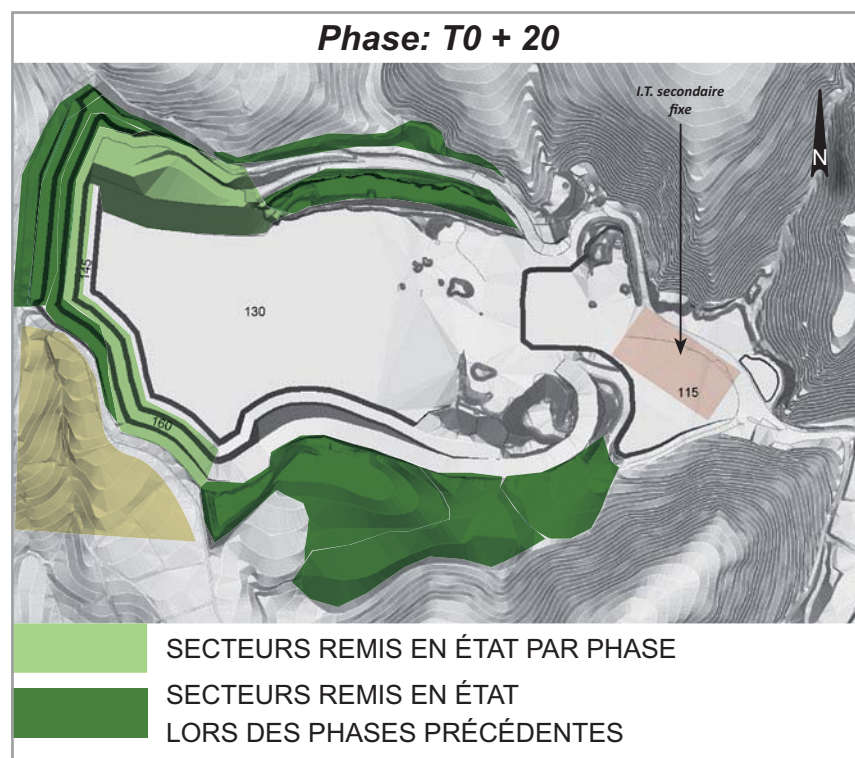 Phase: T0 + 20
I.T. secondaire
fixe
N
145
130
115
160
SECTEURS REMIS EN ÉTAT PAR PHASE
SECTEURS REMIS EN ÉTAT
LORS DES PHASES PRÉCÉDENTES